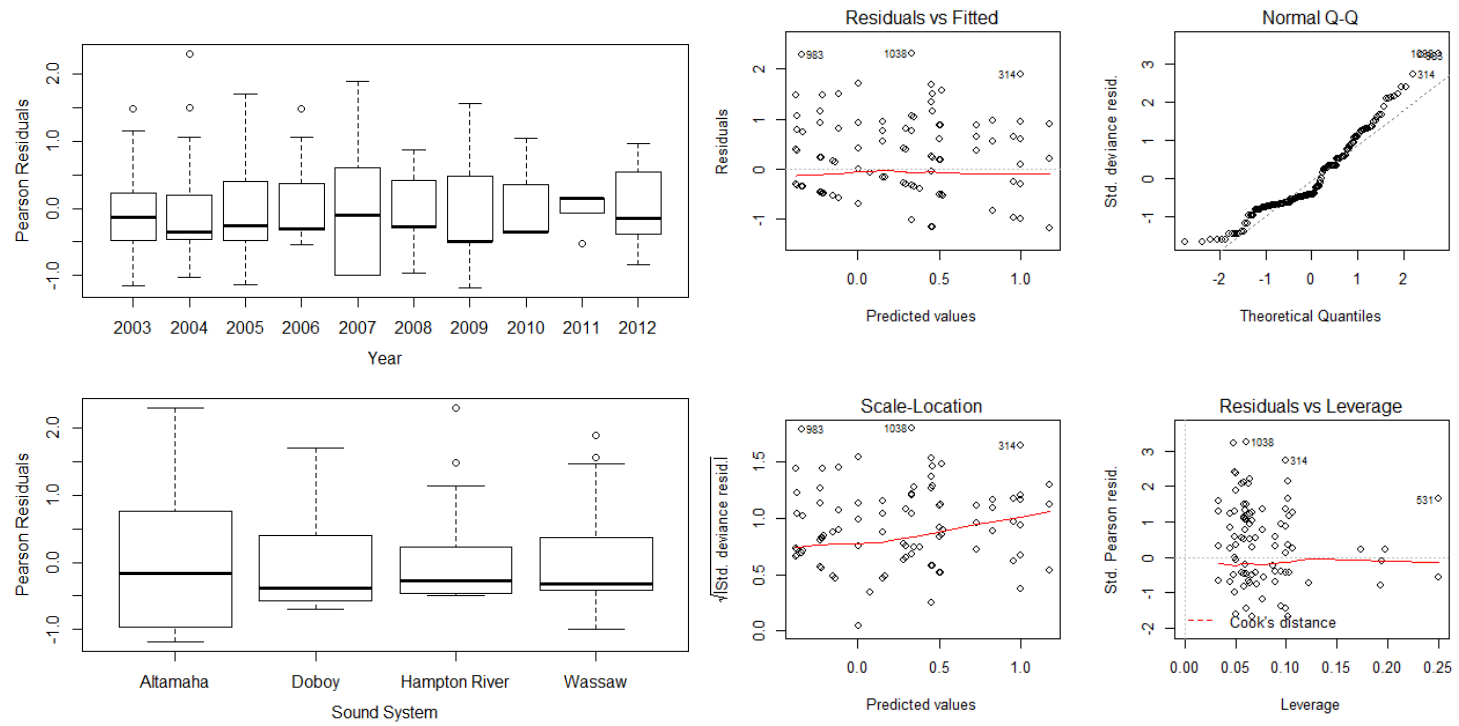 Pearson Residuals
2.0
1.0
0.0
-1.0
2003 2004 2005 2006 2007 2008 2009 2010 2011 2012
Year
Pearson Residuals
2.0
1.0
0.0
-1.0
Altamaha Doboy Hampton River Wassaw
Sound System
Residuals vs Fitted
Residuals
2
1
0
-1
983
1038
314
0.0 0.5 1.0
Predicted values
Normal Q-Q
Std. deviance resid.
3
2
1
0
-1
314
-2 -1 0 1 2
Theoretical Quantiles
Scale-Location
√|Std. deviance resid.|
1.5
1.0
0.5
0.0
983
1038
314
0.0 0.5 1.0
Predicted values
Residuals vs Leverage
Std. Pearson resid.
3
2
1
0
-1
-2
1038
314
531
Cook's distance
0.00 0.05 0.10 0.15 0.20 0.25
Leverage